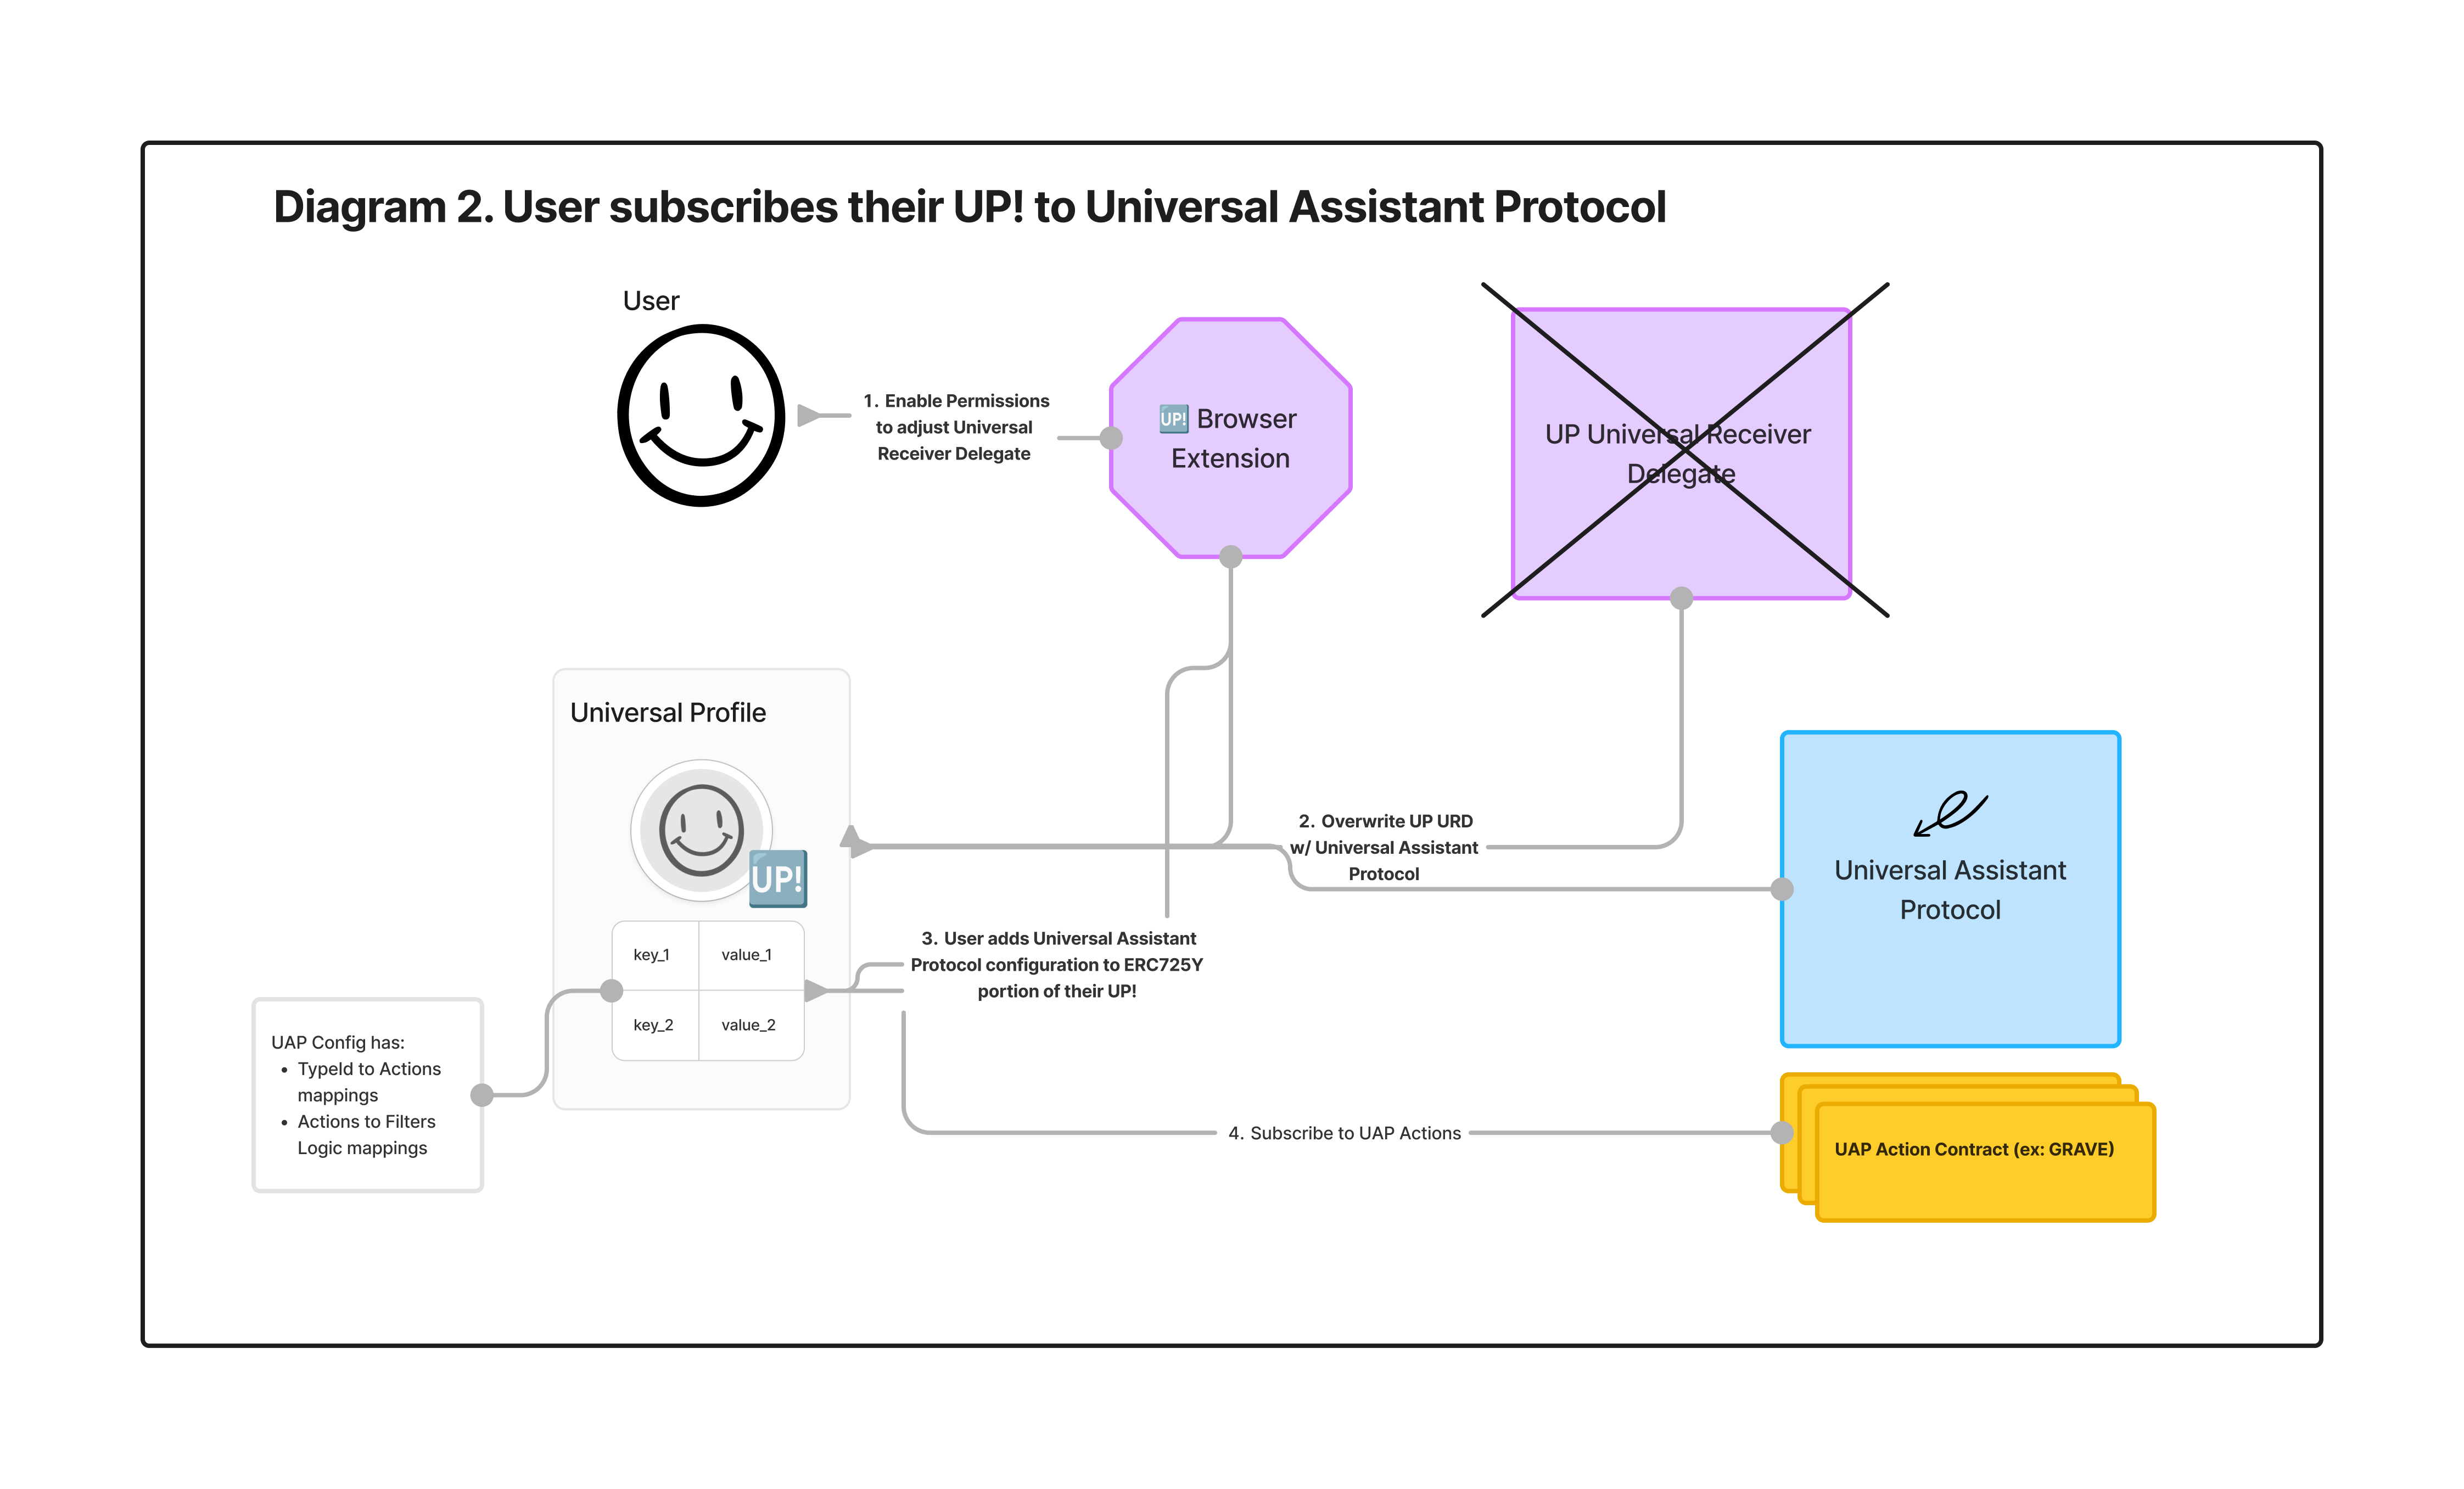 Diagram 2. User subscribes their UP! to Universal Assistant Protocol
User
1. Enable Permissions
to adjust Universal
Receiver Delegate
UP! Browser
Extension
UP Universal Receiver
Delegate
Universal Profile
UP!
key_1 value_1
key_2 value_2
2. Overwrite UP URD
w/ Universal Assistant
Protocol
Universal Assistant
Protocol
3. User adds Universal Assistant
Protocol configuration to ERC725Y
portion of their UP!
UAP Config has:
• TypeId to Actions
mappings
• Actions to Filters
Logic mappings
4. Subscribe to UAP Actions
UAP Action Contract (ex: GRAVE)